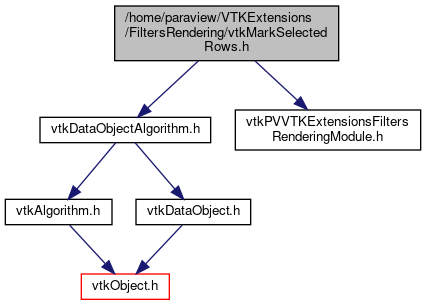 /home/paraview/VTKExtensions
/FiltersRendering/vtkMarkSelected
Rows.h
vtkDataObjectAlgorithm.h
vtkPVVTKExtensionsFilters
RenderingModule.h
vtkAlgorithm.h
vtkDataObject.h
vtkObject.h